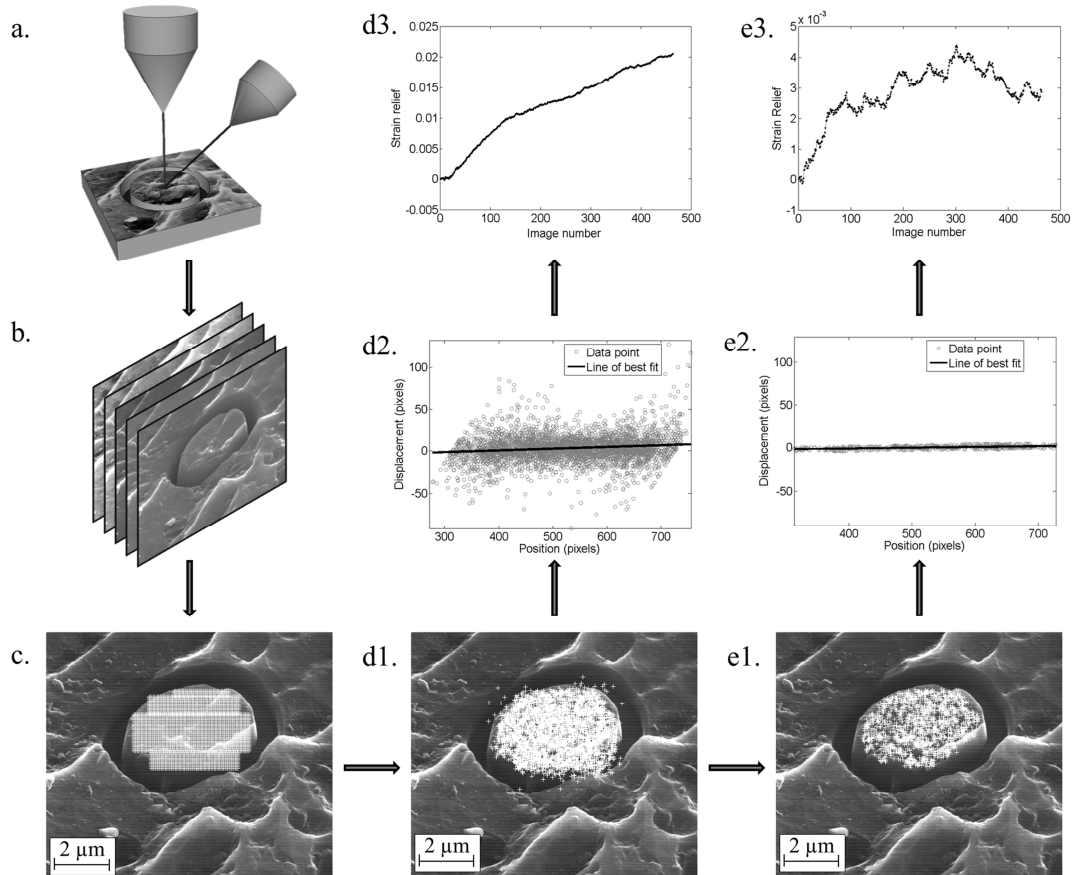 a.
d3.
0.025
0.02
0.015
0.01
0.005
0
-0.005
0 100 200 300 400 500
Strain relief
Image number
e3.
5 x 10⁻³
4
3
2
1
0
-1
0 100 200 300 400 500
Strain Relief
Image number
b.
d2.
Data point
Line of best fit
100
50
0
-50
300 400 500 600 700
Displacement (pixels)
Position (pixels)
e2.
Data point
Line of best fit
100
50
0
-50
400 500 600 700
Displacement (pixels)
Position (pixels)
c.
2 µm
d1.
2 µm
e1.
2 µm